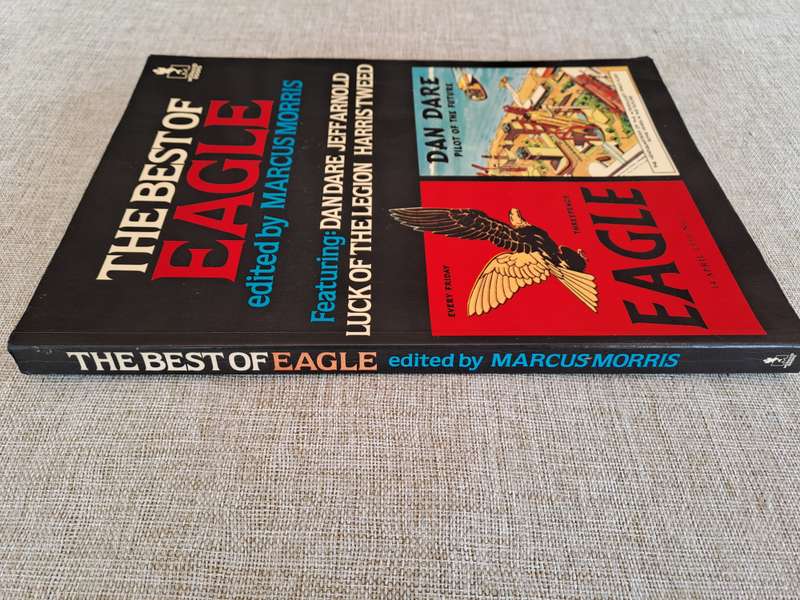 THE BEST OF
EAGLE
edited by MARCUS MORRIS
Featuring: DAN DARE JEFF ARNOLD
LUCK OF THE LEGION HARRIS TWEED
DAN DARE
PILOT OF THE FUTURE
EVERY FRIDAY
THREEPENCE
EAGLE
THE BEST OF EAGLE edited by MARCUS MORRIS